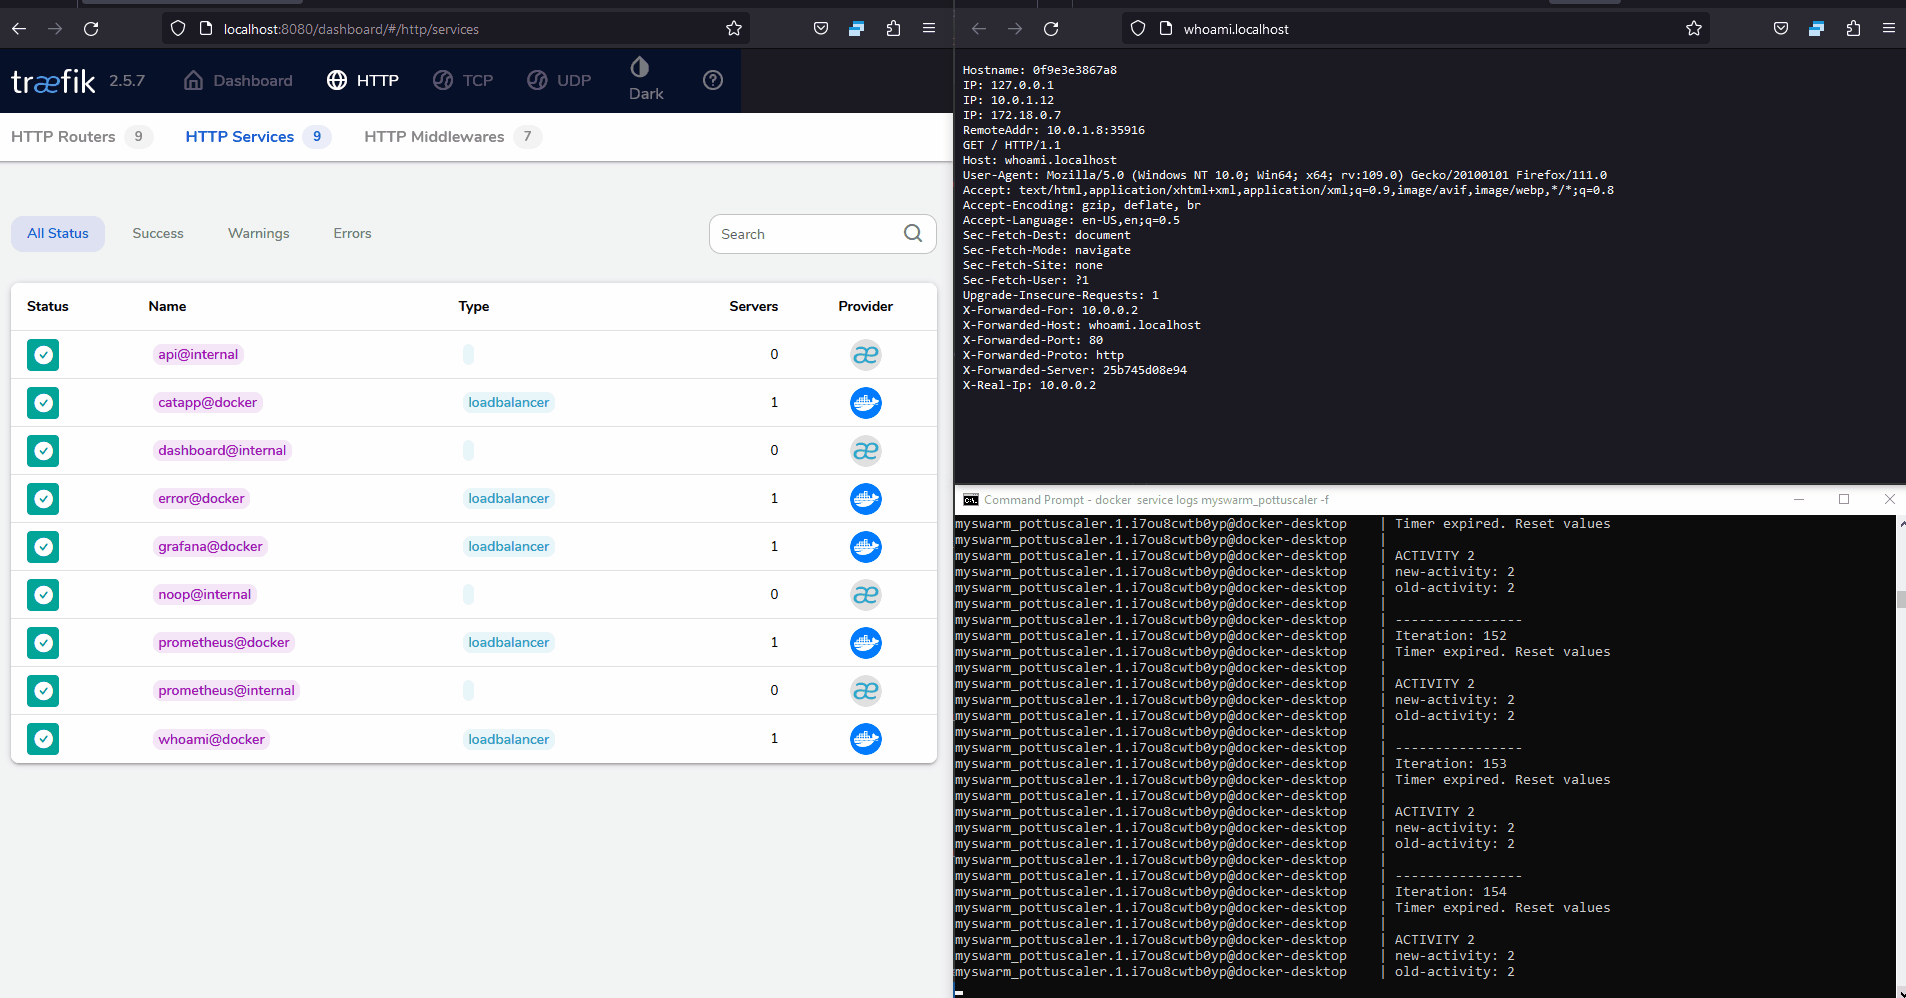 localhost:8080/dashboard/#/http/services
træfik 2.5.7 Dashboard HTTP TCP UDP Dark
HTTP Routers 9 HTTP Services 9 HTTP Middlewares 7
All Status Success Warnings Errors Search
Status Name Type Servers Provider
api@internal 0 æ
catapp@docker loadbalancer 1
dashboard@internal 0 æ
error@docker loadbalancer 1
grafana@docker loadbalancer 1
noop@internal 0 æ
prometheus@docker loadbalancer 1
prometheus@internal 0 æ
whoami@docker loadbalancer 1
whoami.localhost
Hostname: 0f9e3e3867a8
IP: 127.0.0.1
IP: 10.0.1.12
IP: 172.18.0.7
RemoteAddr: 10.0.1.8:35916
GET / HTTP/1.1
Host: whoami.localhost
User-Agent: Mozilla/5.0 (Windows NT 10.0; Win64; x64; rv:109.0) Gecko/20100101 Firefox/111.0
Accept: text/html,application/xhtml+xml,application/xml;q=0.9,image/avif,image/webp,*/*;q=0.8
Accept-Encoding: gzip, deflate, br
Accept-Language: en-US,en;q=0.5
Sec-Fetch-Dest: document
Sec-Fetch-Mode: navigate
Sec-Fetch-Site: none
Sec-Fetch-User: ?1
Upgrade-Insecure-Requests: 1
X-Forwarded-For: 10.0.0.2
X-Forwarded-Host: whoami.localhost
X-Forwarded-Port: 80
X-Forwarded-Proto: http
X-Forwarded-Server: 25b745d08e94
X-Real-Ip: 10.0.0.2
Command Prompt - docker service logs myswarm_pottuscaler -f
myswarm_pottuscaler.1.i7ou8cwtb0yp@docker-desktop | Timer expired. Reset values
myswarm_pottuscaler.1.i7ou8cwtb0yp@docker-desktop |
myswarm_pottuscaler.1.i7ou8cwtb0yp@docker-desktop | ACTIVITY 2
myswarm_pottuscaler.1.i7ou8cwtb0yp@docker-desktop | new-activity: 2
myswarm_pottuscaler.1.i7ou8cwtb0yp@docker-desktop | old-activity: 2
myswarm_pottuscaler.1.i7ou8cwtb0yp@docker-desktop |
myswarm_pottuscaler.1.i7ou8cwtb0yp@docker-desktop | ----------------
myswarm_pottuscaler.1.i7ou8cwtb0yp@docker-desktop | Iteration: 152
myswarm_pottuscaler.1.i7ou8cwtb0yp@docker-desktop | Timer expired. Reset values
myswarm_pottuscaler.1.i7ou8cwtb0yp@docker-desktop |
myswarm_pottuscaler.1.i7ou8cwtb0yp@docker-desktop | ACTIVITY 2
myswarm_pottuscaler.1.i7ou8cwtb0yp@docker-desktop | new-activity: 2
myswarm_pottuscaler.1.i7ou8cwtb0yp@docker-desktop | old-activity: 2
myswarm_pottuscaler.1.i7ou8cwtb0yp@docker-desktop |
myswarm_pottuscaler.1.i7ou8cwtb0yp@docker-desktop | ----------------
myswarm_pottuscaler.1.i7ou8cwtb0yp@docker-desktop | Iteration: 153
myswarm_pottuscaler.1.i7ou8cwtb0yp@docker-desktop | Timer expired. Reset values
myswarm_pottuscaler.1.i7ou8cwtb0yp@docker-desktop |
myswarm_pottuscaler.1.i7ou8cwtb0yp@docker-desktop | ACTIVITY 2
myswarm_pottuscaler.1.i7ou8cwtb0yp@docker-desktop | new-activity: 2
myswarm_pottuscaler.1.i7ou8cwtb0yp@docker-desktop | old-activity: 2
myswarm_pottuscaler.1.i7ou8cwtb0yp@docker-desktop |
myswarm_pottuscaler.1.i7ou8cwtb0yp@docker-desktop | ----------------
myswarm_pottuscaler.1.i7ou8cwtb0yp@docker-desktop | Iteration: 154
myswarm_pottuscaler.1.i7ou8cwtb0yp@docker-desktop | Timer expired. Reset values
myswarm_pottuscaler.1.i7ou8cwtb0yp@docker-desktop |
myswarm_pottuscaler.1.i7ou8cwtb0yp@docker-desktop | ACTIVITY 2
myswarm_pottuscaler.1.i7ou8cwtb0yp@docker-desktop | new-activity: 2
myswarm_pottuscaler.1.i7ou8cwtb0yp@docker-desktop | old-activity: 2